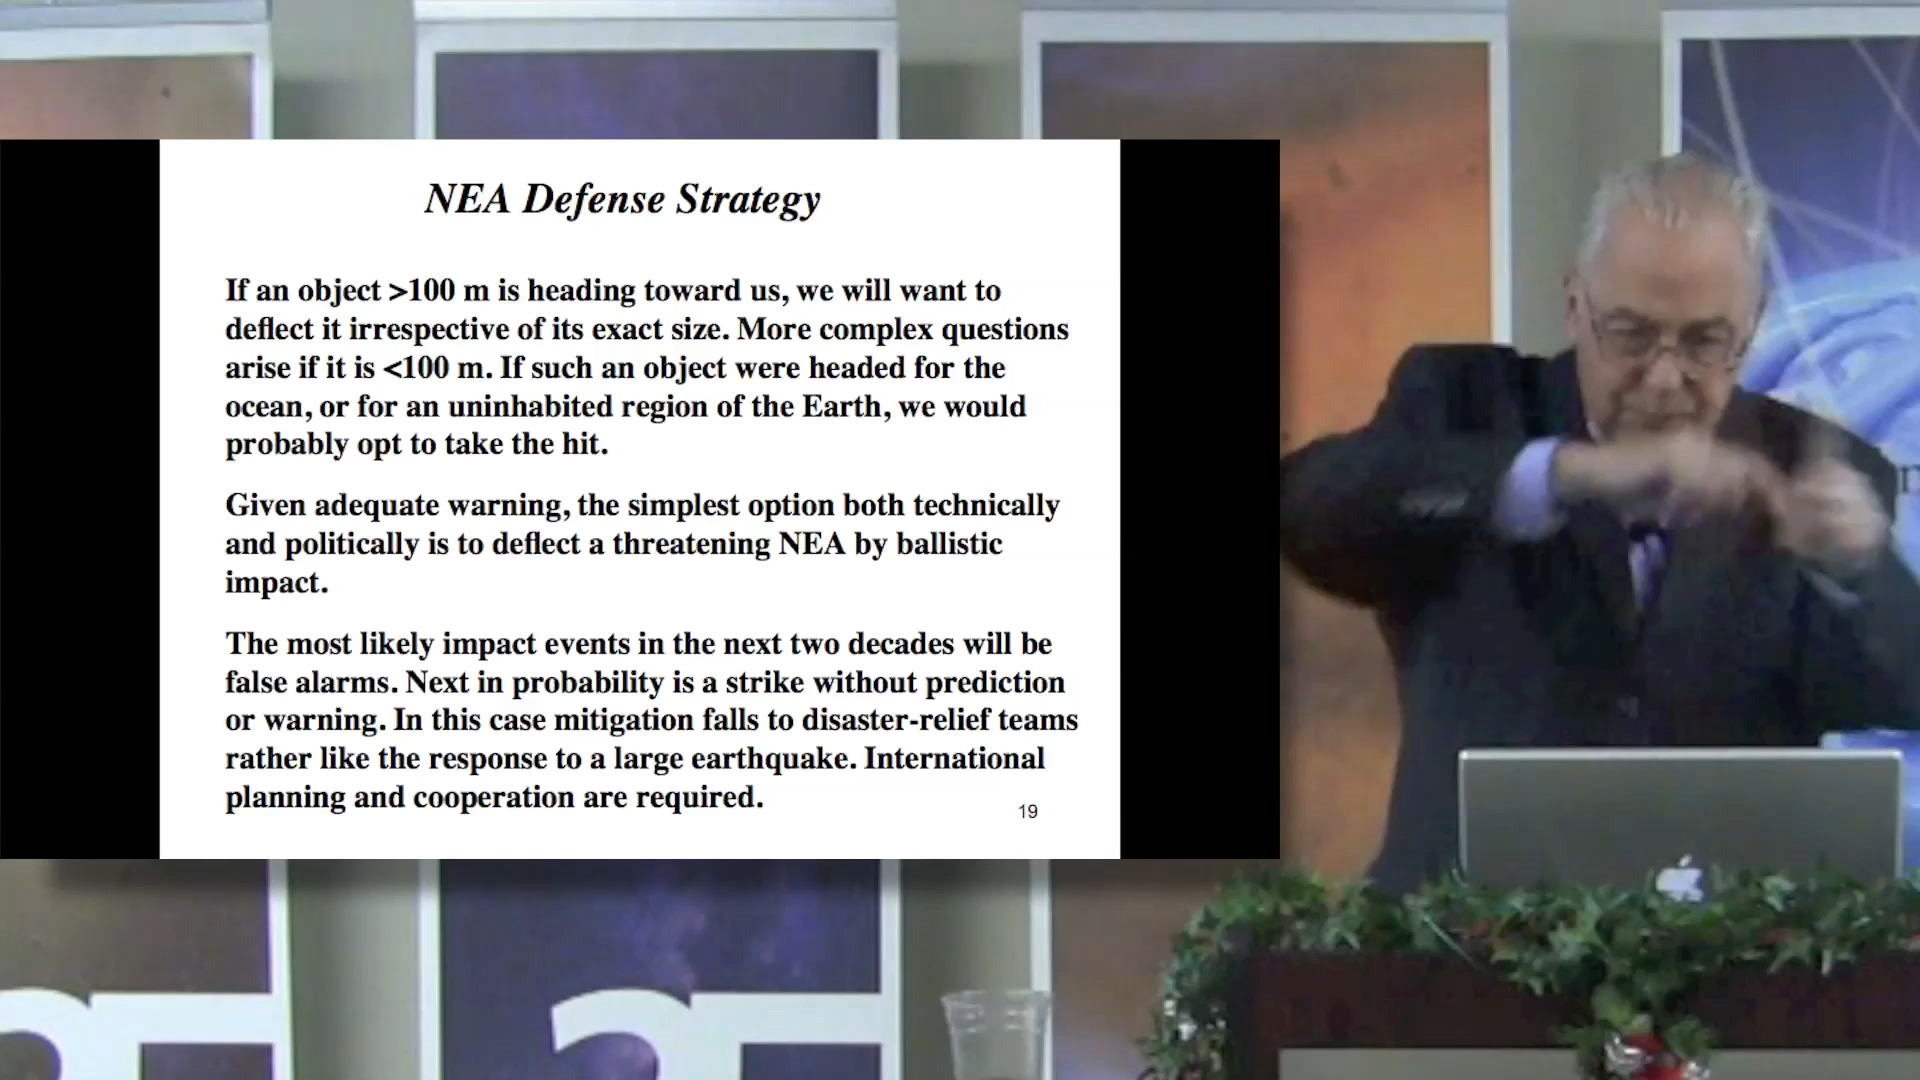 NEA Defense Strategy
If an object >100 m is heading toward us, we will want to
deflect it irrespective of its exact size. More complex questions
arise if it is <100 m. If such an object were headed for the
ocean, or for an uninhabited region of the Earth, we would
probably opt to take the hit.
Given adequate warning, the simplest option both technically
and politically is to deflect a threatening NEA by ballistic
impact.
The most likely impact events in the next two decades will be
false alarms. Next in probability is a strike without prediction
or warning. In this case mitigation falls to disaster-relief teams
rather like the response to a large earthquake. International
planning and cooperation are required.
19